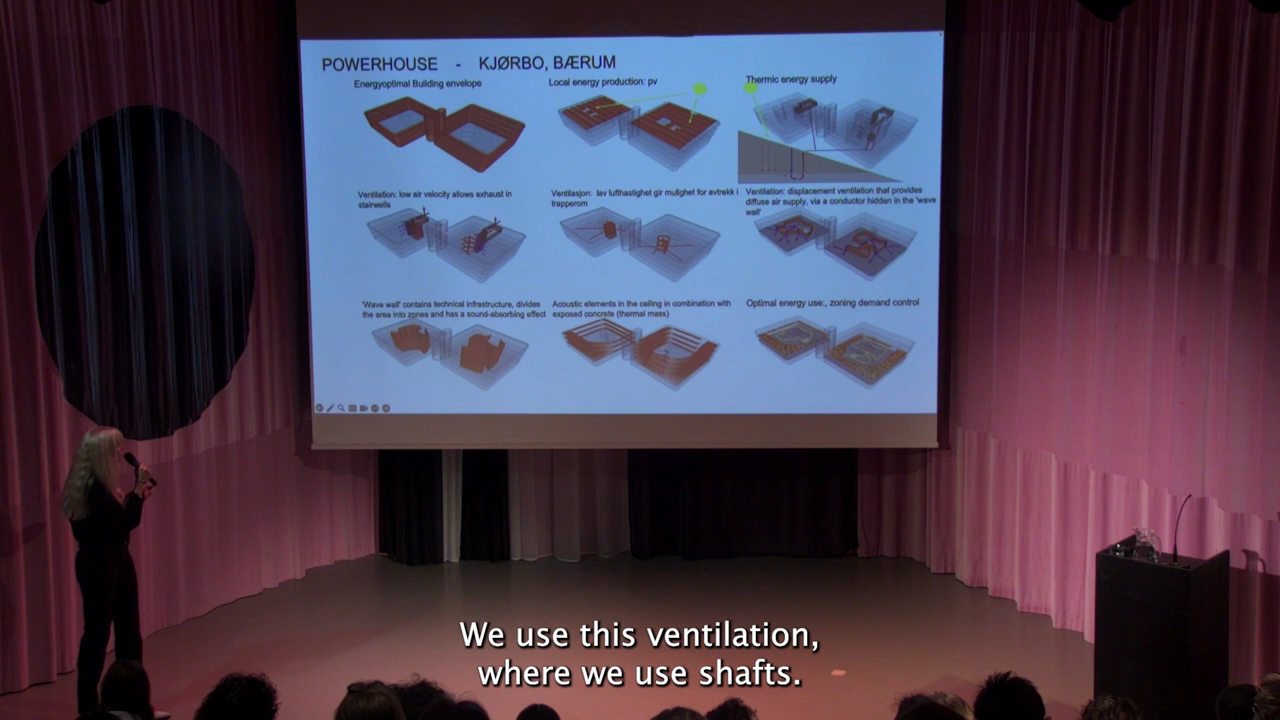 POWERHOUSE - KJØRBO, BÆRUM
Energyoptimal Building envelope
Local energy production: pv
Thermic energy supply
Ventilation: low air velocity allows exhaust in
stairwells
Ventilasjon: lav lufthastighet gir mulighet for avtrekk i
trapperom
Ventilation: displacement ventilation that provides
diffuse air supply, via a conductor hidden in the 'wave
wall'
'Wave wall' contains technical infrastructure, divides
the area into zones and has a sound-absorbing effect
Acoustic elements in the ceiling in combination with
exposed concrete (thermal mass)
Optimal energy use:, zoning demand control
We use this ventilation,
where we use shafts.